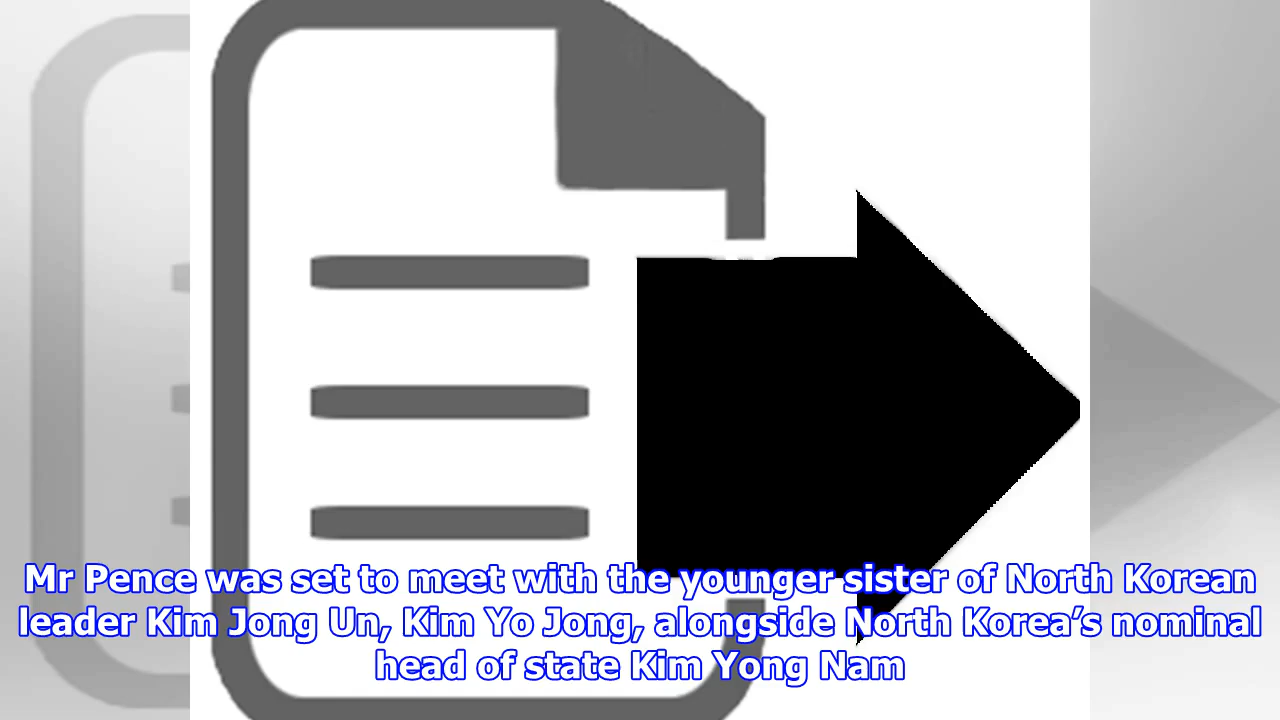 Mr Pence was set to meet with the younger sister of North Korean
leader Kim Jong Un, Kim Yo Jong, alongside North Korea’s nominal
head of state Kim Yong Nam